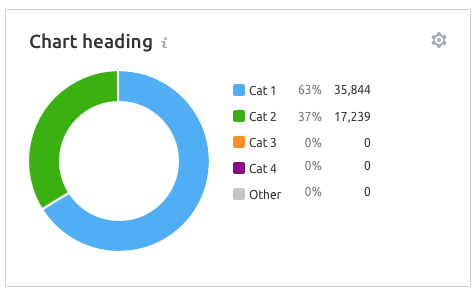 Chart heading i
Cat 1 63% 35,844
Cat 2 37% 17,239
Cat 3 0% 0
Cat 4 0% 0
Other 0% 0